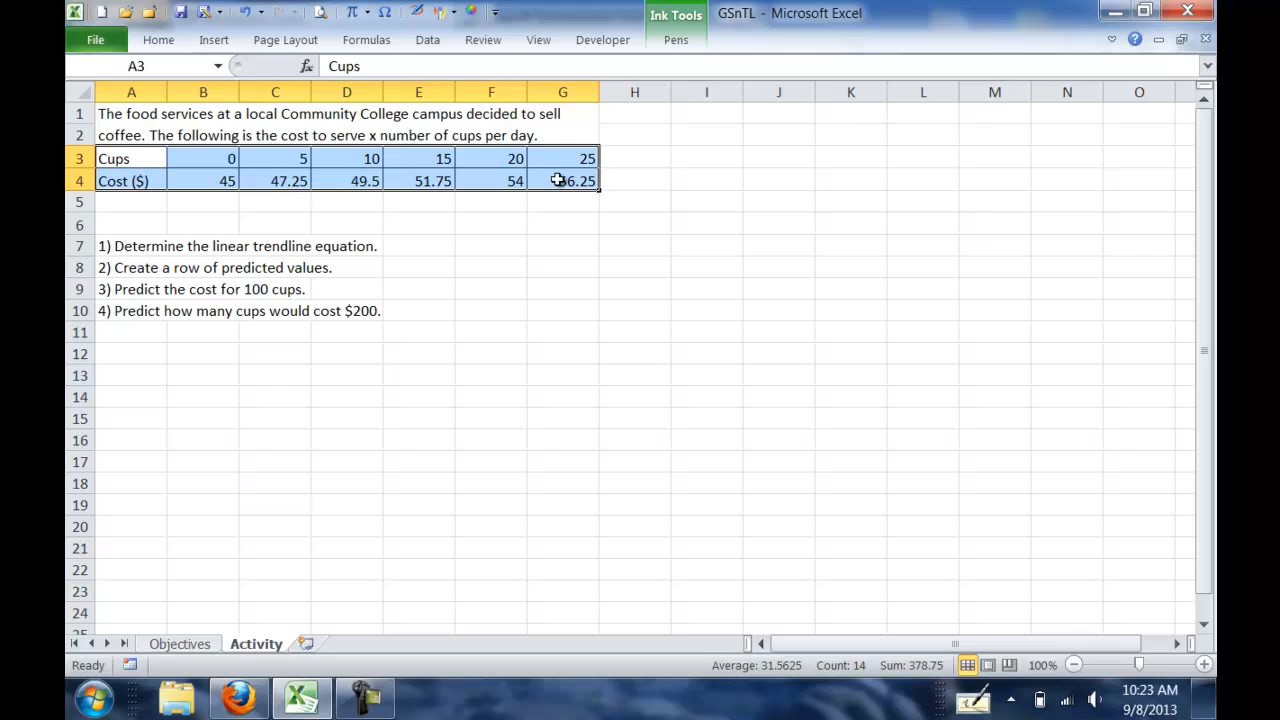 Ink Tools
GSnTL - Microsoft Excel
File Home Insert Page Layout Formulas Data Review View Developer Pens
A3 fx Cups
A B C D E F G H I J K L M N O
1 The food services at a local Community College campus decided to sell
2 coffee. The following is the cost to serve x number of cups per day.
3 Cups 0 5 10 15 20 25
4 Cost ($) 45 47.25 49.5 51.75 54 56.25
5
6
7 1) Determine the linear trendline equation.
8 2) Create a row of predicted values.
9 3) Predict the cost for 100 cups.
10 4) Predict how many cups would cost $200.
11
12
13
14
15
16
17
18
19
20
21
22
23
24
25
Objectives Activity
Ready Average: 31.5625 Count: 14 Sum: 378.75 100%
10:23 AM
9/8/2013